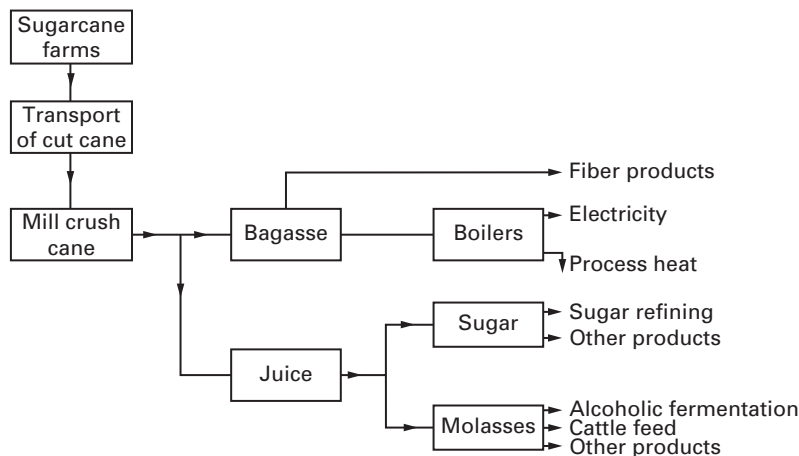 Sugarcane
farms
Transport
of cut cane
Mill crush
cane
Bagasse
Fiber products
Boilers
Electricity
Process heat
Juice
Sugar
Sugar refining
Other products
Molasses
Alcoholic fermentation
Cattle feed
Other products